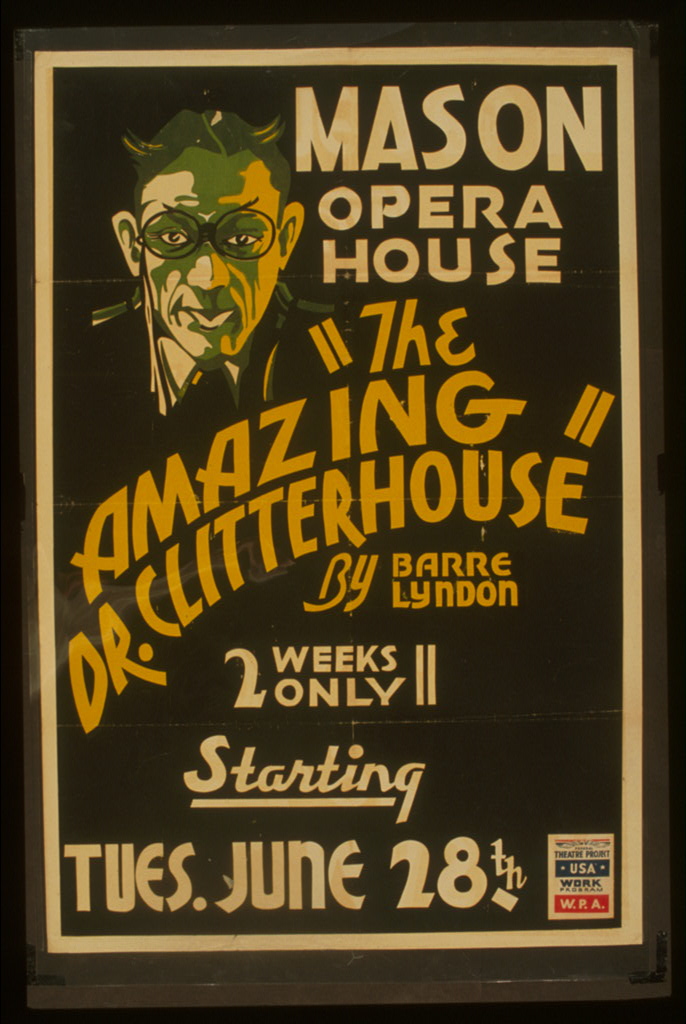 MASON
OPERA
HOUSE
"The
AMAZING
DR. CLITTERHOUSE"
By BARRE
LYNDON
2 WEEKS
ONLY!!
Starting
TUES. JUNE 28th.
THEATRE PROJECT
USA
WORK
PROGRAM
W.P.A.